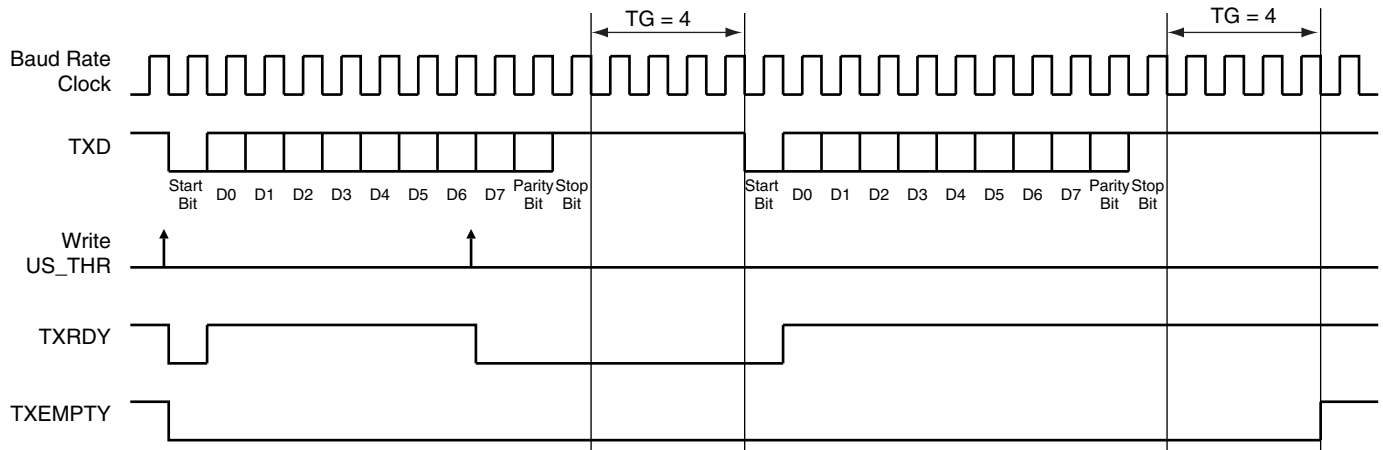 TG = 4
TG = 4
Baud Rate
Clock
TXD
Start
Bit
D0
D1
D2
D3
D4
D5
D6
D7
Parity
Bit
Stop
Bit
Start
Bit
D0
D1
D2
D3
D4
D5
D6
D7
Parity
Bit
Stop
Bit
Write
US_THR
TXRDY
TXEMPTY